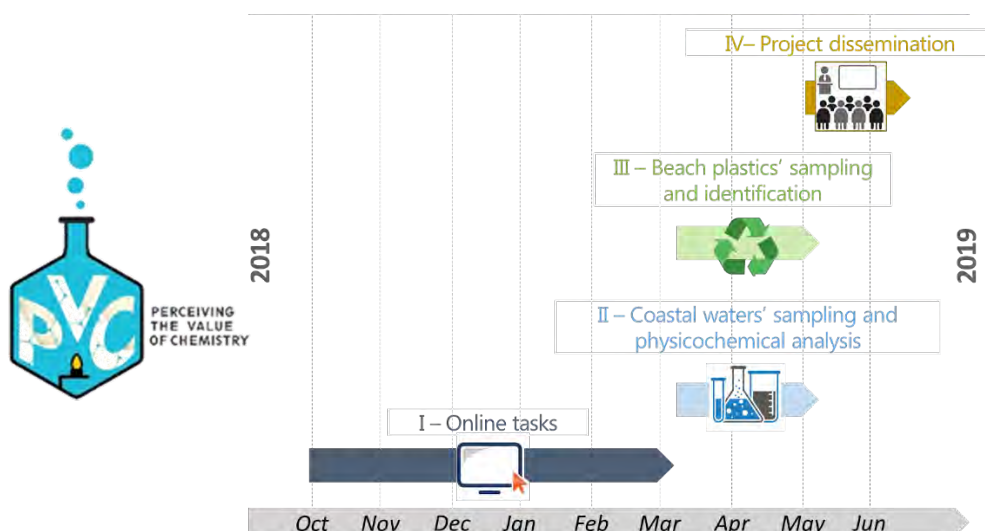 IV– Project dissemination
III – Beach plastics’ sampling
and identification
2018
2019
PVC
PERCEIVING
THE VALUE
OF CHEMISTRY
II – Coastal waters’ sampling and
physicochemical analysis
I – Online tasks
Oct Nov Dec Jan Feb Mar Apr May Jun